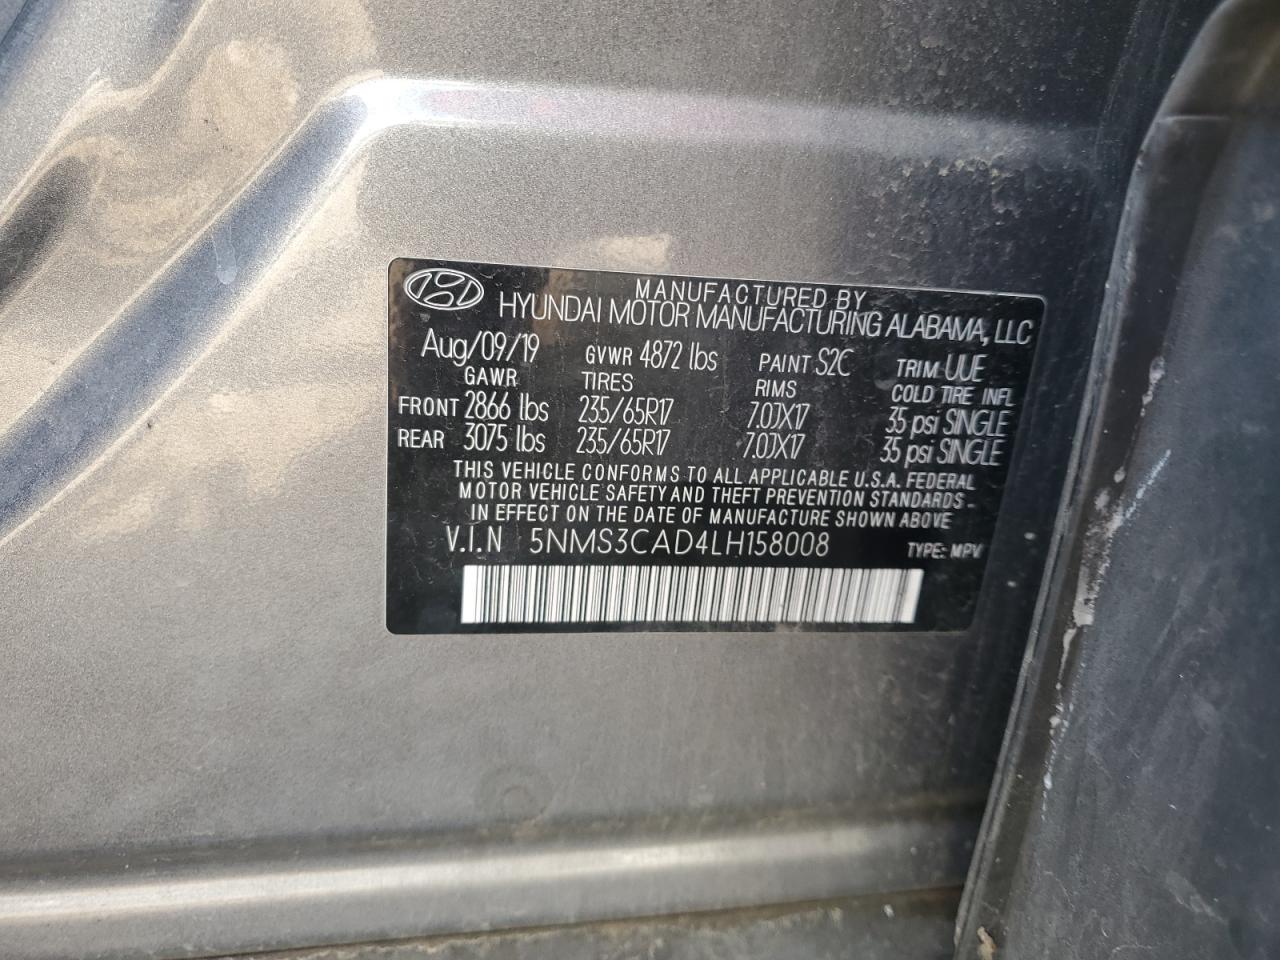 MANUFACTURED BY
HYUNDAI MOTOR MANUFACTURING ALABAMA, LLC
Aug/09/19 GVWR 4872 lbs PAINT S2C TRIM UUE
GAWR TIRES RIMS COLD TIRE INFL
FRONT 2866 lbs 235/65R17 7.0JX17 35 psi SINGLE
REAR 3075 lbs 235/65R17 7.0JX17 35 psi SINGLE
THIS VEHICLE CONFORMS TO ALL APPLICABLE U.S.A. FEDERAL
MOTOR VEHICLE SAFETY AND THEFT PREVENTION STANDARDS
IN EFFECT ON THE DATE OF MANUFACTURE SHOWN ABOVE
V.I.N 5NMS3CAD4LH158008 TYPE: MPV